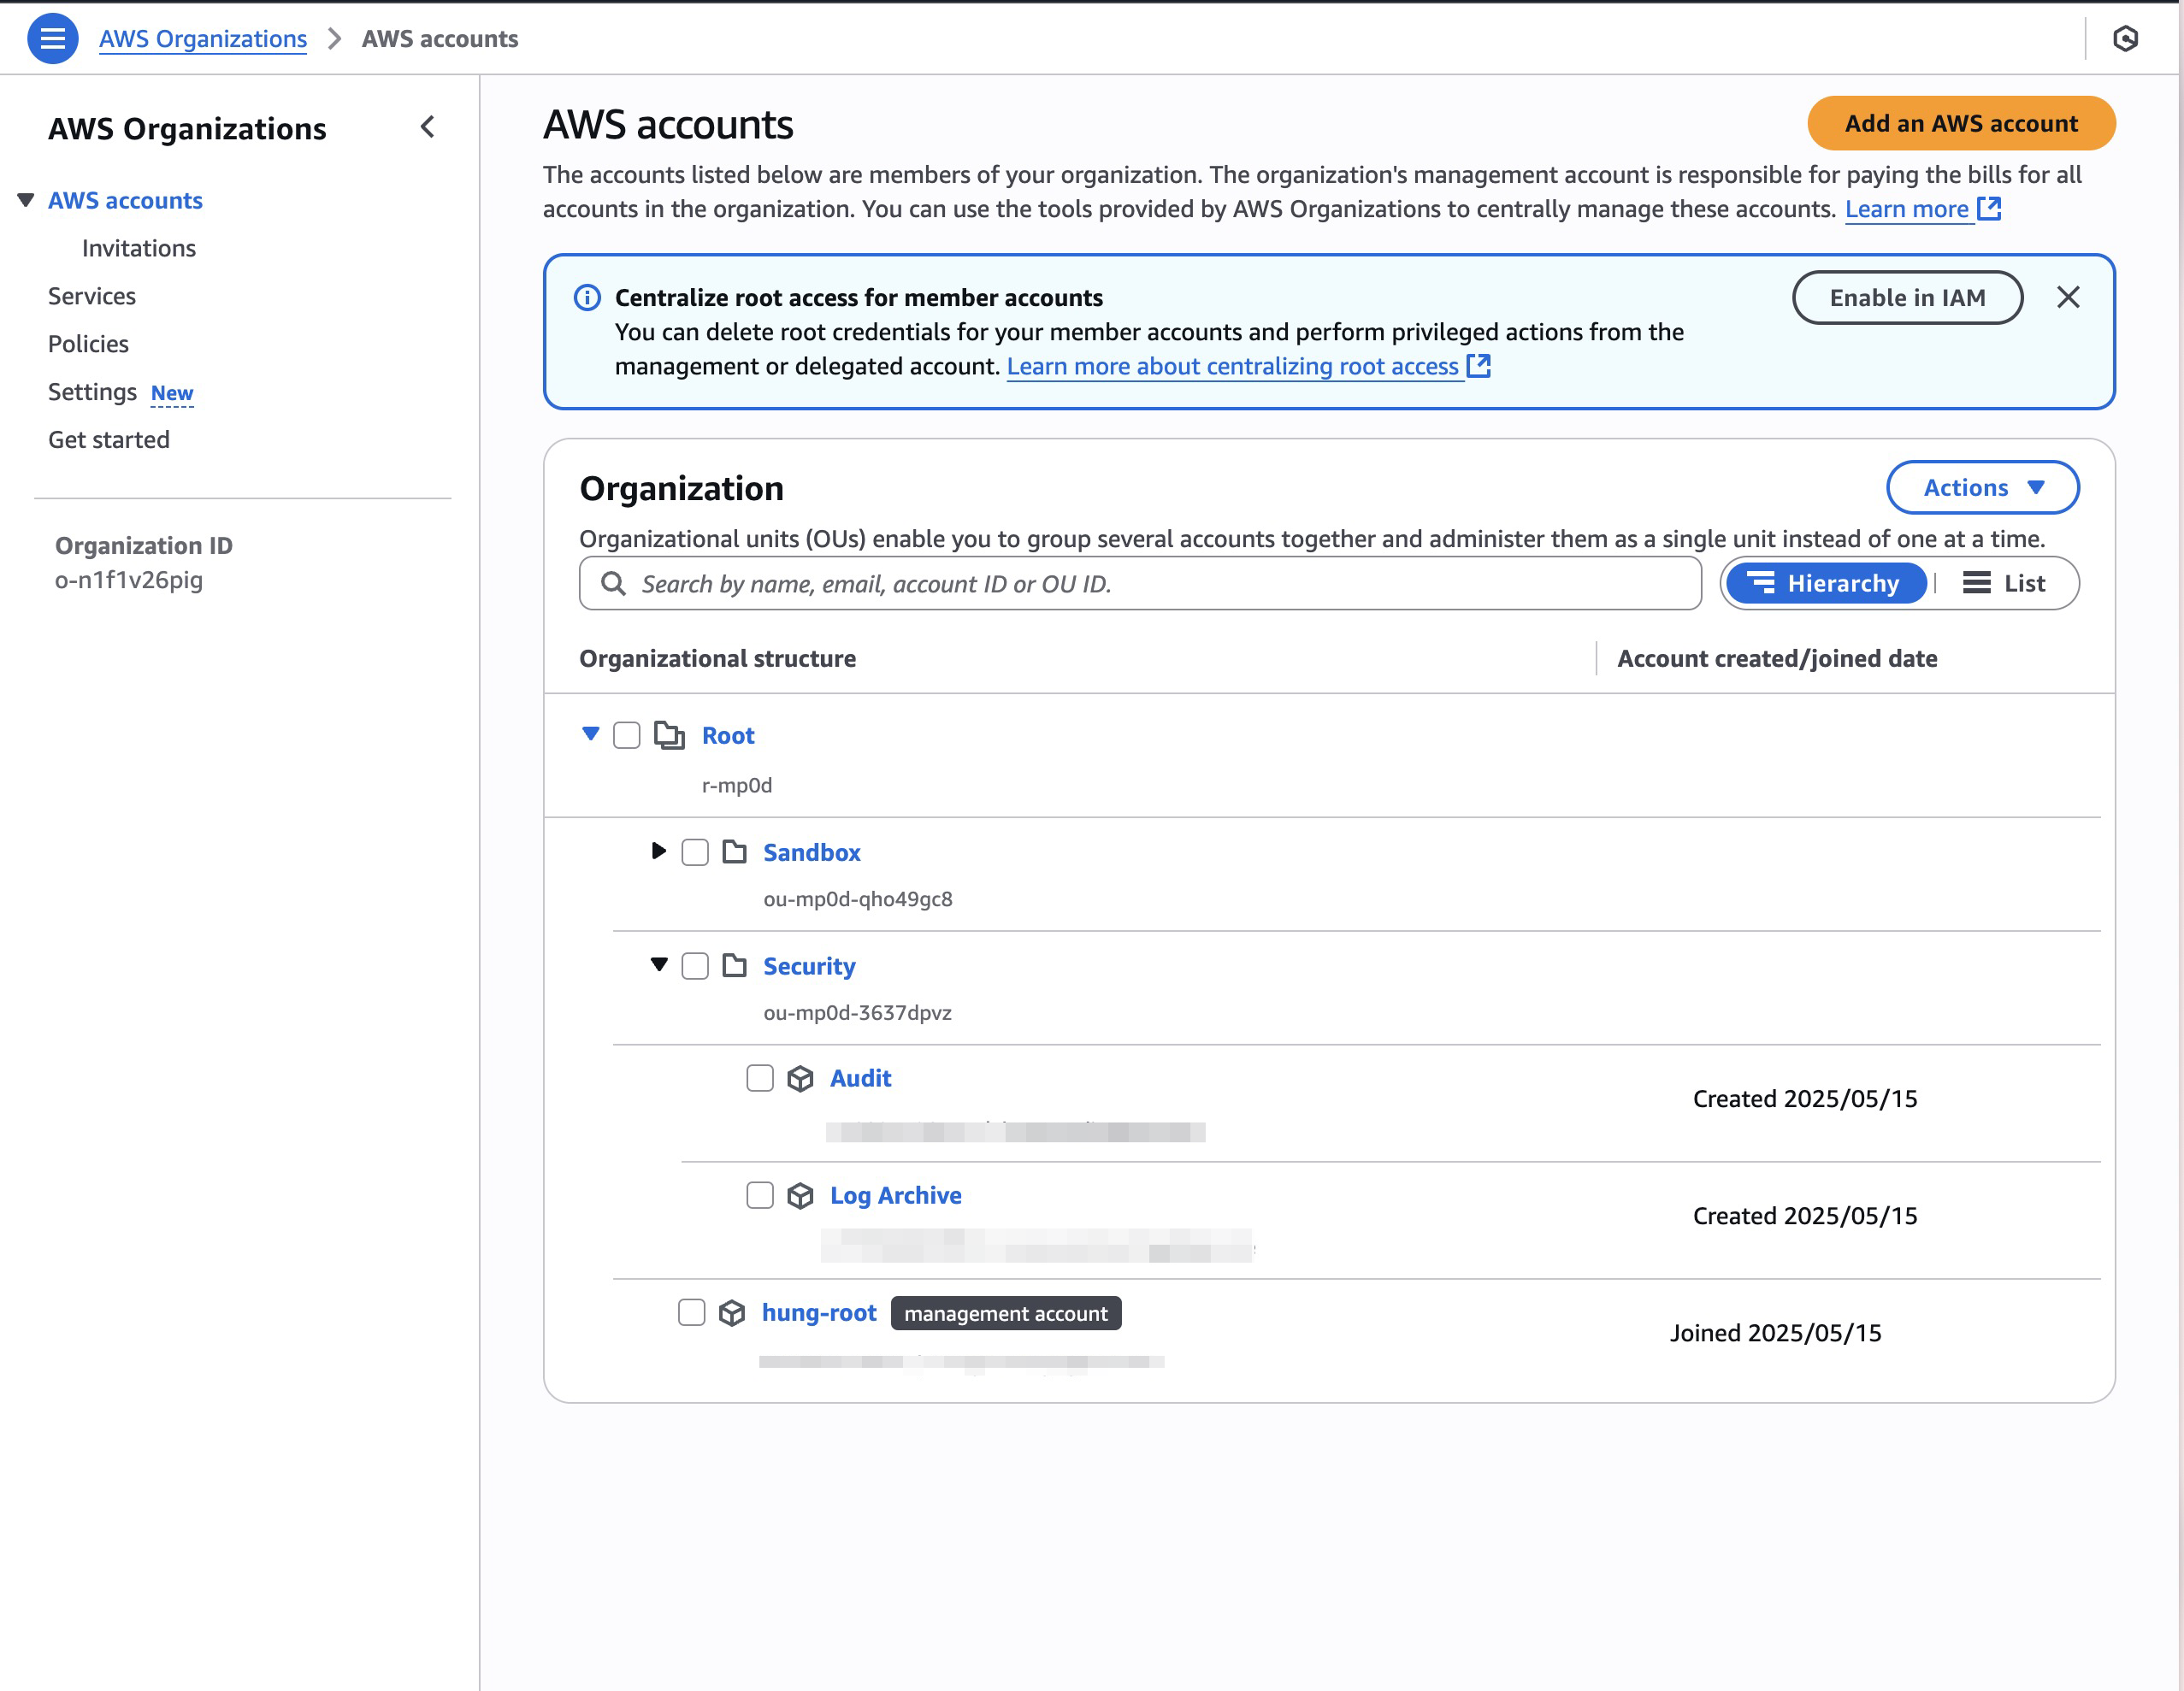 AWS Organizations > AWS accounts
AWS Organizations
AWS accounts
Invitations
Services
Policies
Settings New
Get started
Organization ID
o-n1f1v26pig
AWS accounts
Add an AWS account
The accounts listed below are members of your organization. The organization's management account is responsible for paying the bills for all
accounts in the organization. You can use the tools provided by AWS Organizations to centrally manage these accounts. Learn more
Centralize root access for member accounts
Enable in IAM
You can delete root credentials for your member accounts and perform privileged actions from the
management or delegated account. Learn more about centralizing root access
Organization
Actions
Organizational units (OUs) enable you to group several accounts together and administer them as a single unit instead of one at a time.
Search by name, email, account ID or OU ID.
Hierarchy | List
Organizational structure
Account created/joined date
Root
r-mp0d
Sandbox
ou-mp0d-qho49gc8
Security
ou-mp0d-3637dpvz
Audit
Created 2025/05/15
Log Archive
Created 2025/05/15
hung-root management account
Joined 2025/05/15